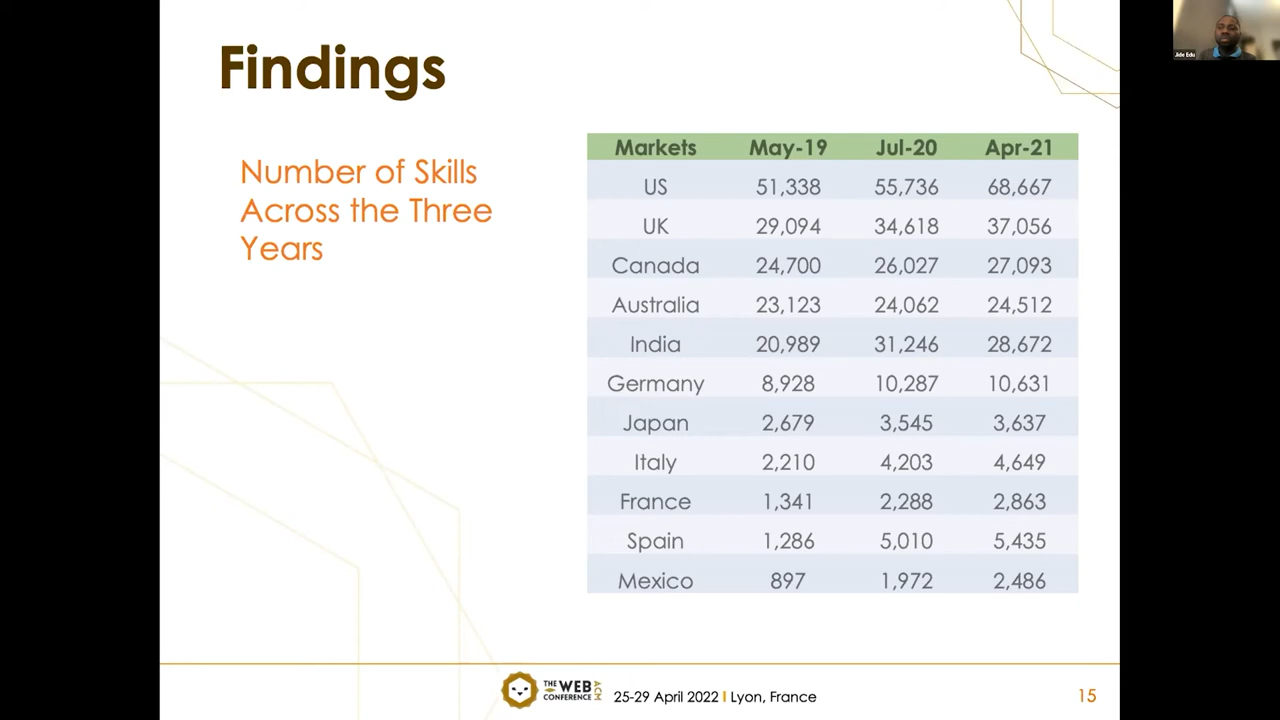 Findings
Number of Skills
Across the Three
Years
Markets May-19 Jul-20 Apr-21
US 51,338 55,736 68,667
UK 29,094 34,618 37,056
Canada 24,700 26,027 27,093
Australia 23,123 24,062 24,512
India 20,989 31,246 28,672
Germany 8,928 10,287 10,631
Japan 2,679 3,545 3,637
Italy 2,210 4,203 4,649
France 1,341 2,288 2,863
Spain 1,286 5,010 5,435
Mexico 897 1,972 2,486
THE WEB CONFERENCE ACM
25-29 April 2022 I Lyon, France
15
Jide Edu